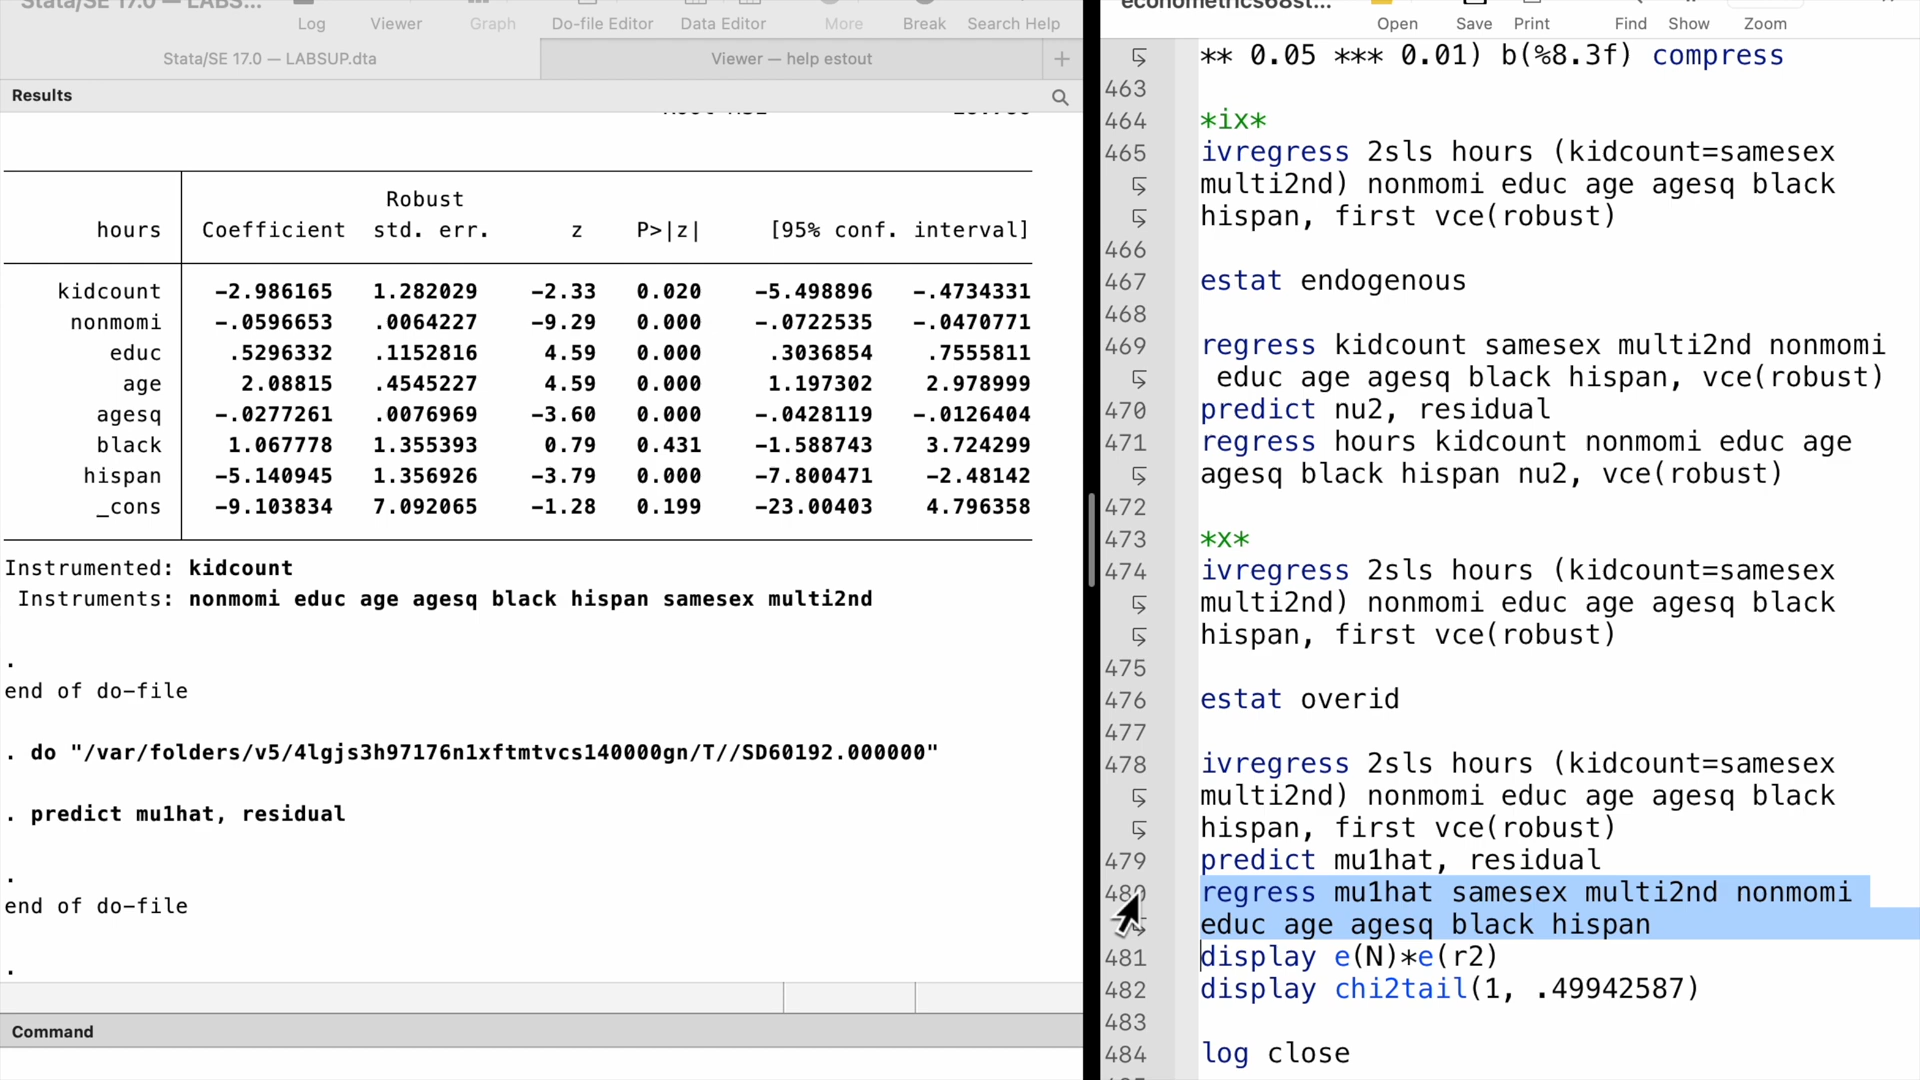 Stata/SE 17.0 — LABS...
Log Viewer Graph Do-file Editor Data Editor More Break Search Help
Stata/SE 17.0 — LABSUP.dta
Viewer — help estout
Results
Robust
hours Coefficient std. err. z P>|z| [95% conf. interval]
kidcount −2.986165 1.282029 −2.33 0.020 −5.498896 −.4734331
nonmomi −.0596653 .0064227 −9.29 0.000 −.0722535 −.0470771
educ .5296332 .1152816 4.59 0.000 .3036854 .7555811
age 2.08815 .4545227 4.59 0.000 1.197302 2.978999
agesq −.0277261 .0076969 −3.60 0.000 −.0428119 −.0126404
black 1.067778 1.355393 0.79 0.431 −1.588743 3.724299
hispan −5.140945 1.356926 −3.79 0.000 −7.800471 −2.48142
_cons −9.103834 7.092065 −1.28 0.199 −23.00403 4.796358
Instrumented: kidcount
Instruments: nonmomi educ age agesq black hispan samesex multi2nd
.
end of do−file
. do "/var/folders/v5/4lgjs3h97176n1xftmtvcs140000gn/T//SD60192.000000"
. predict mu1hat, residual
.
end of do−file
.
Command
econometrics68st...
Open Save Print Find Show Zoom
** 0.05 *** 0.01) b(%8.3f) compress
463
464 *ix*
465 ivregress 2sls hours (kidcount=samesex
multi2nd) nonmomi educ age agesq black
hispan, first vce(robust)
466
467 estat endogenous
468
469 regress kidcount samesex multi2nd nonmomi
educ age agesq black hispan, vce(robust)
470 predict nu2, residual
471 regress hours kidcount nonmomi educ age
agesq black hispan nu2, vce(robust)
472
473 *x*
474 ivregress 2sls hours (kidcount=samesex
multi2nd) nonmomi educ age agesq black
hispan, first vce(robust)
475
476 estat overid
477
478 ivregress 2sls hours (kidcount=samesex
multi2nd) nonmomi educ age agesq black
hispan, first vce(robust)
479 predict mu1hat, residual
480 regress mu1hat samesex multi2nd nonmomi
educ age agesq black hispan
481 display e(N)*e(r2)
482 display chi2tail(1, .49942587)
483
484 log close